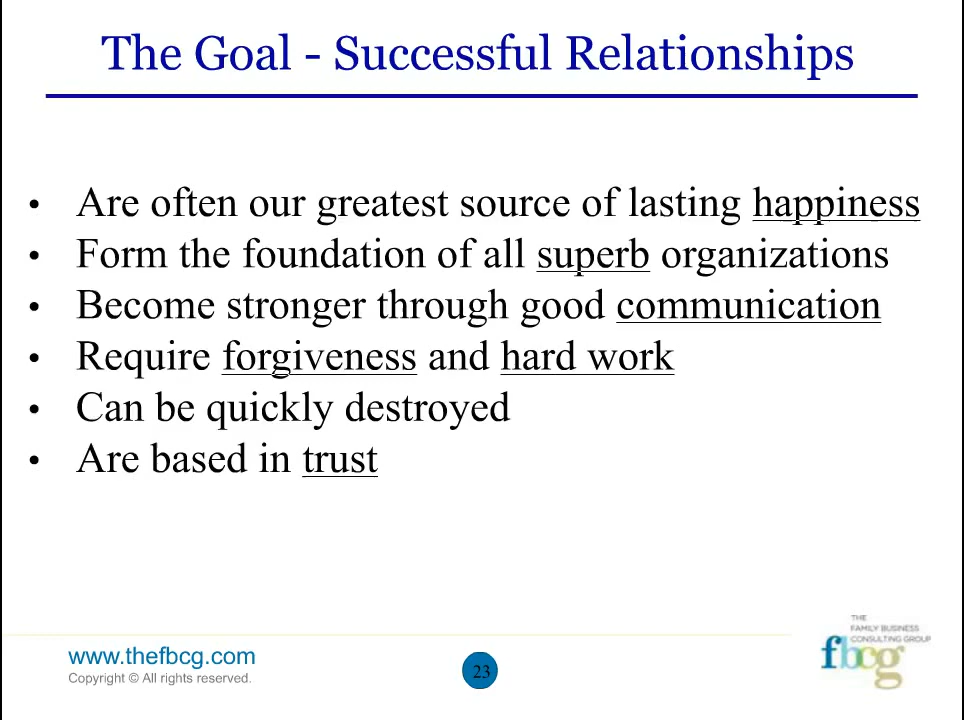 The Goal - Successful Relationships
• Are often our greatest source of lasting happiness
• Form the foundation of all superb organizations
• Become stronger through good communication
• Require forgiveness and hard work
• Can be quickly destroyed
• Are based in trust
THE
FAMILY BUSINESS
CONSULTING GROUP
fbcg
www.thefbcg.com
Copyright © All rights reserved.
23